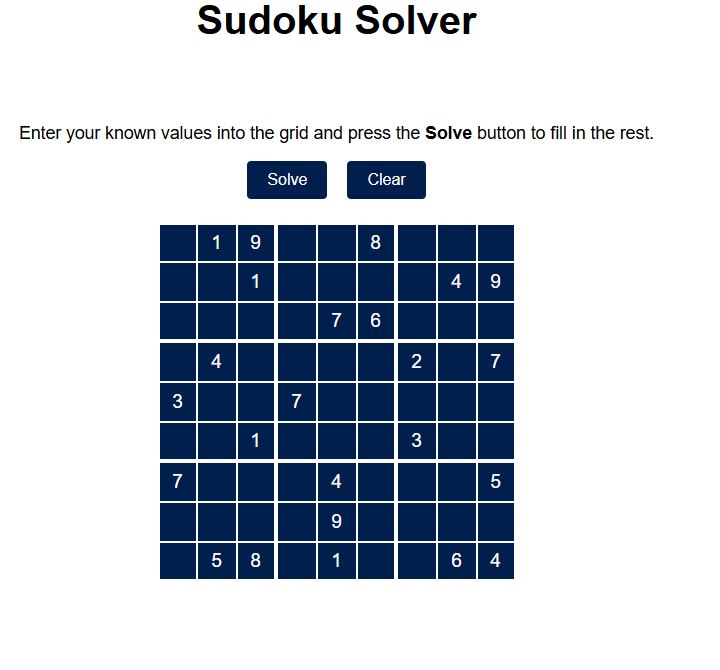 Sudoku Solver
Enter your known values into the grid and press the Solve button to fill in the rest.
Solve Clear
1 9 8
1 4 9
7 6
4 2 7
3 7
1 3
7 4 5
9
5 8 1 6 4